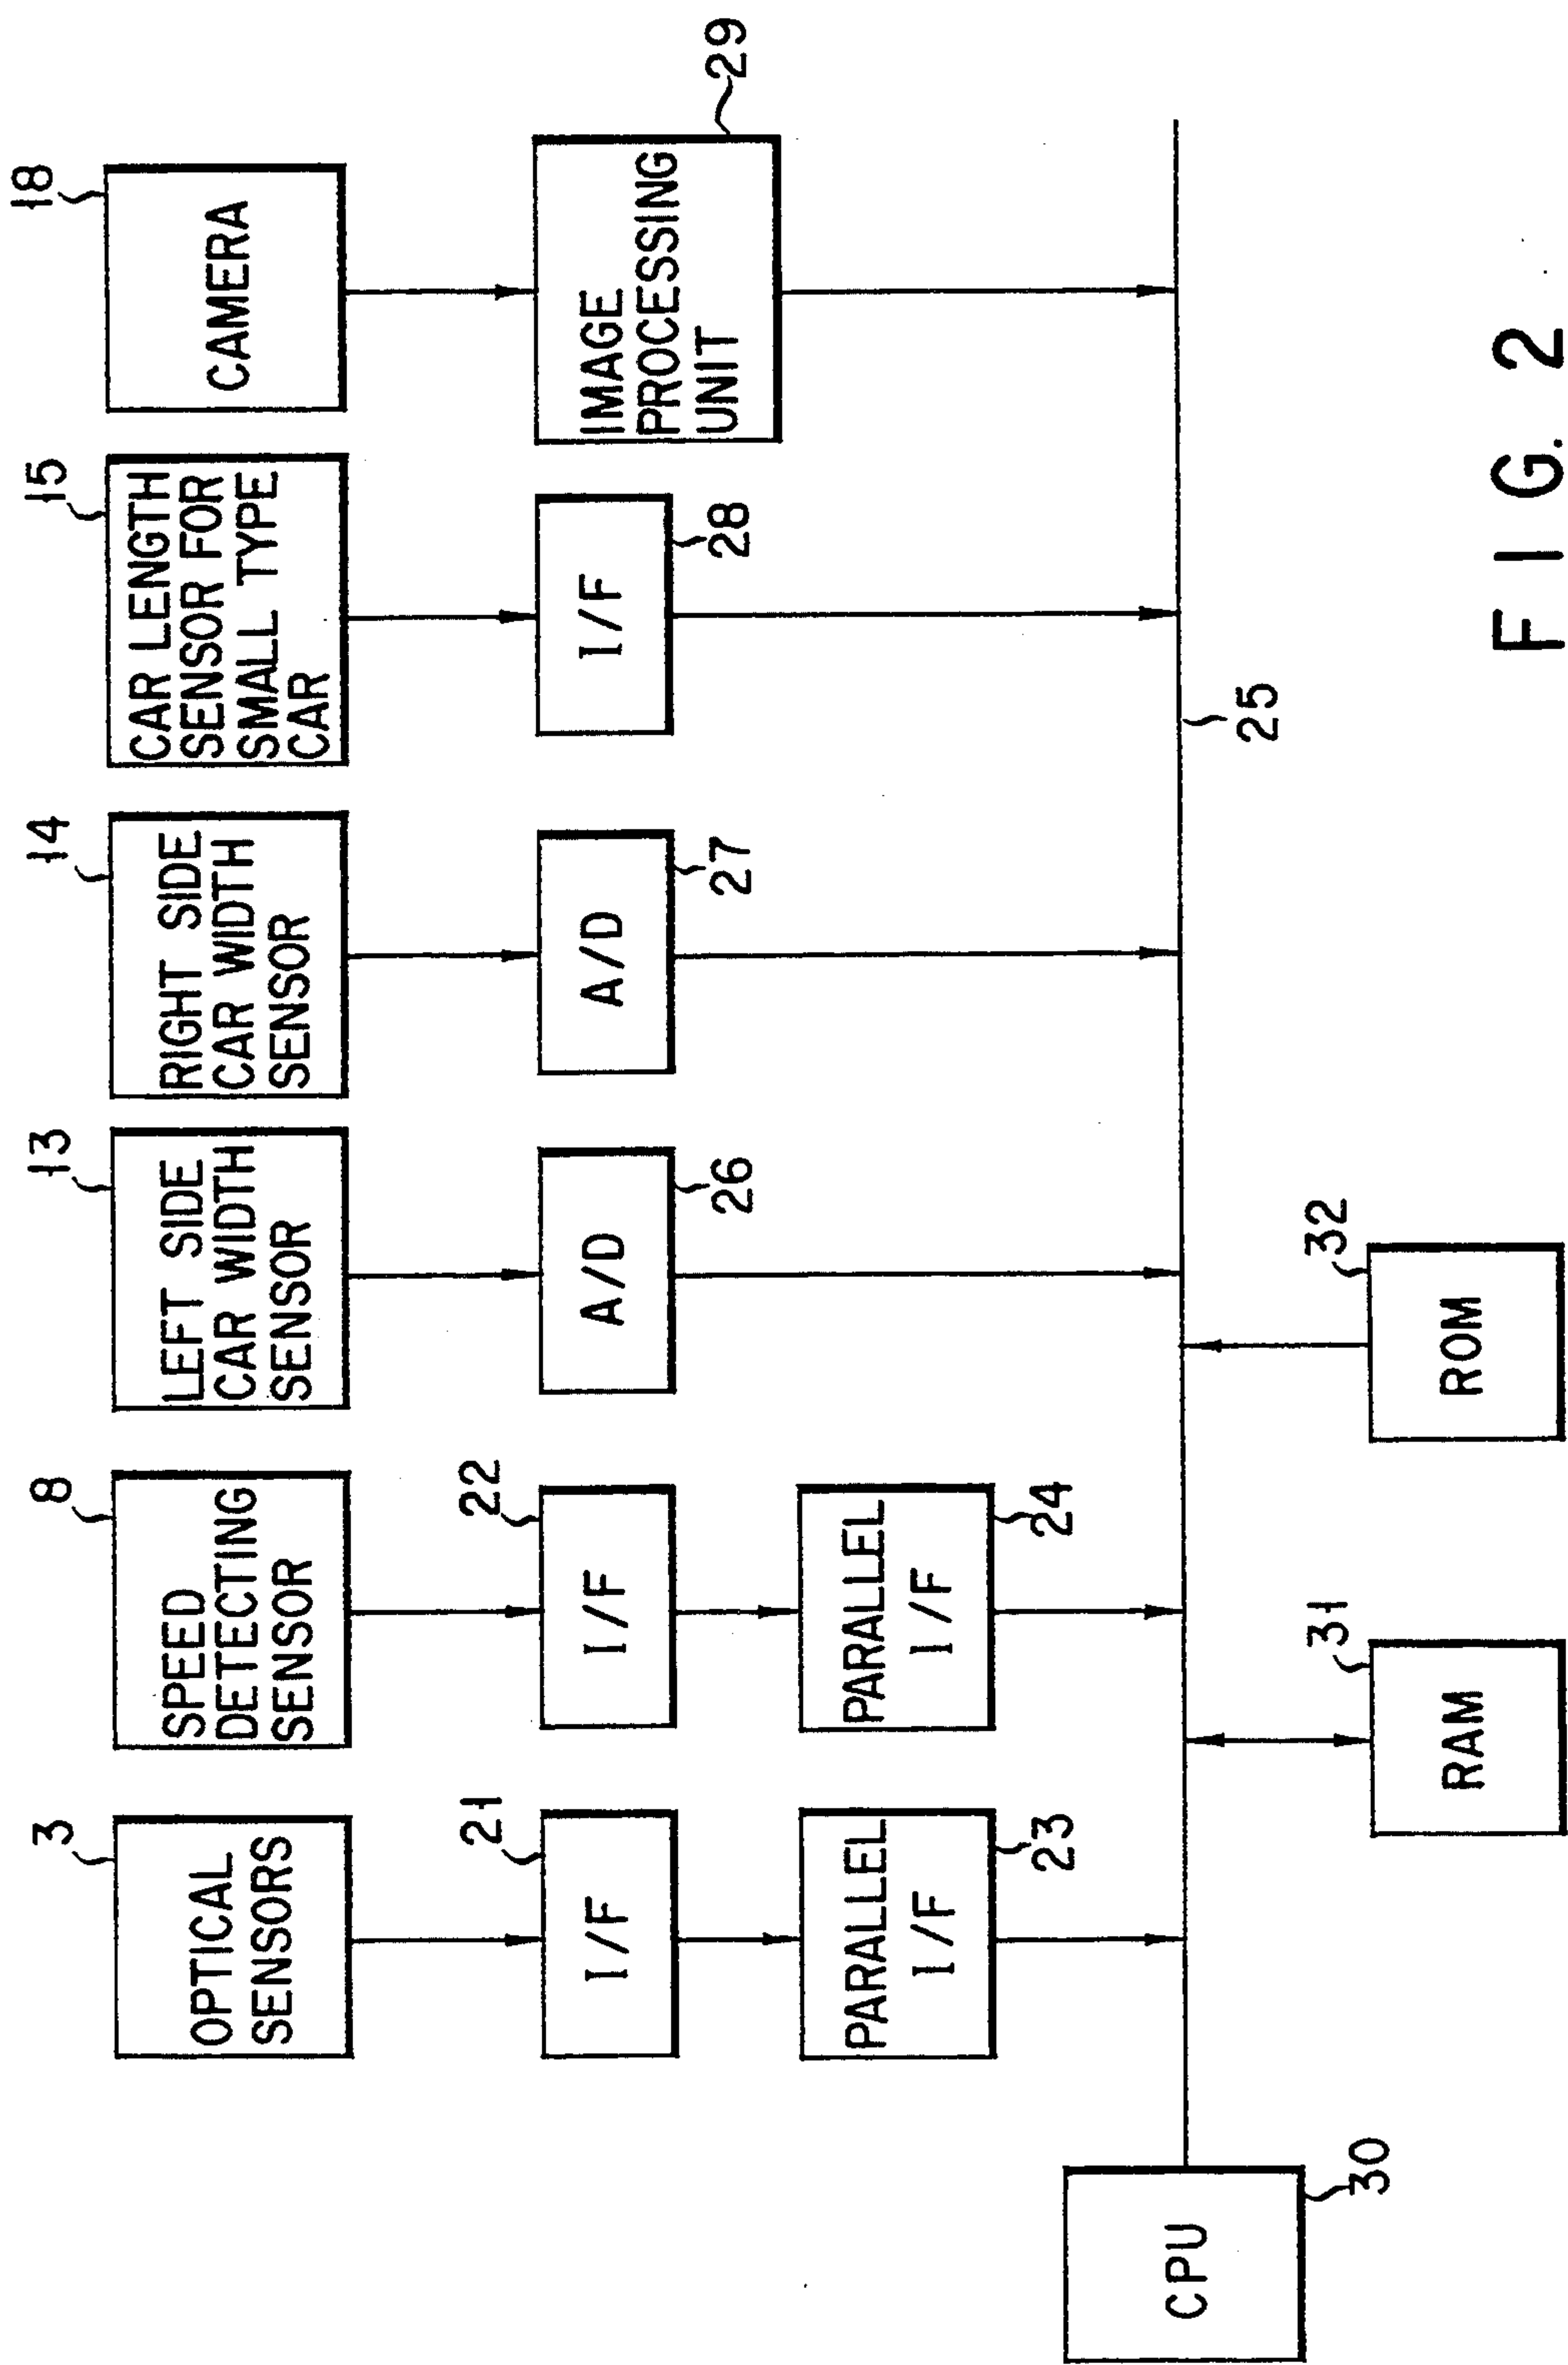 3
OPTICAL
SENSORS
8
SPEED
DETECTING
SENSOR
13
LEFT SIDE
CAR WIDTH
SENSOR
14
RIGHT SIDE
CAR WIDTH
SENSOR
15
CAR LENGTH
SENSOR FOR
SMALL TYPE
CAR
18
CAMERA
21
I/F
22
I/F
A/D
26
A/D
27
I/F
28
IMAGE
PROCESSING
UNIT
29
PARALLEL
I/F
23
PARALLEL
I/F
24
25
CPU
30
31
RAM
32
ROM
FIG. 2